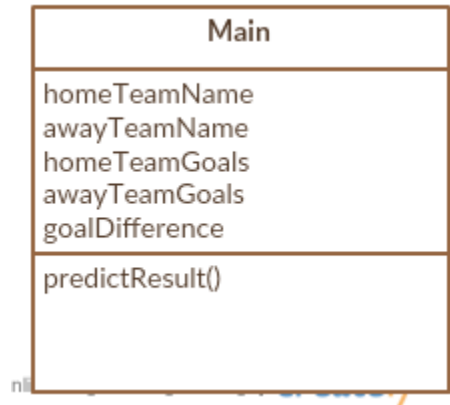 Main
homeTeamName
awayTeamName
homeTeamGoals
awayTeamGoals
goalDifference
predictResult()